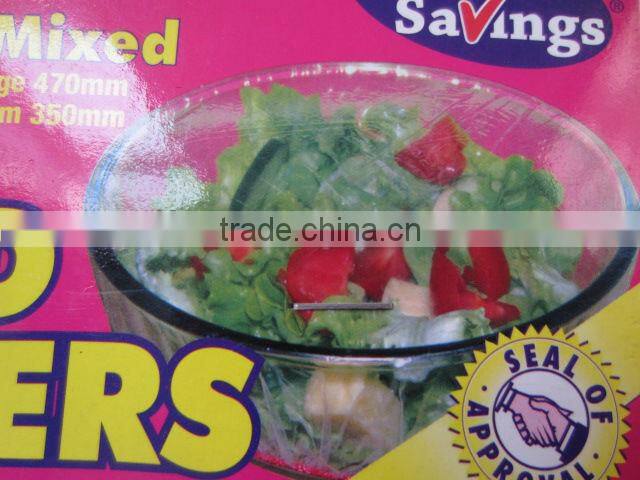 Savings®
Mixed
ge 470mm
m 350mm
trade.china.cn
ERS
SEAL OF
APPROVAL